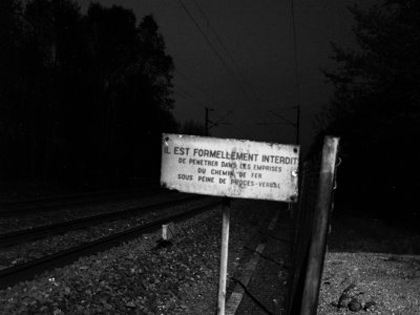 IL EST FORMELLEMENT INTERDIT
DE PENETRER DANS LES EMPRISES
DU CHEMIN DE FER
SOUS PEINE DE PROCES-VERBAL